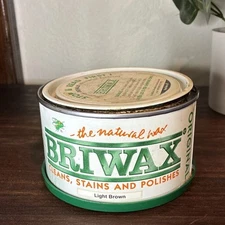 the natural wax
BRIWAX
CLEANS, STAINS AND POLISHES
Light Brown
ORIGINAL